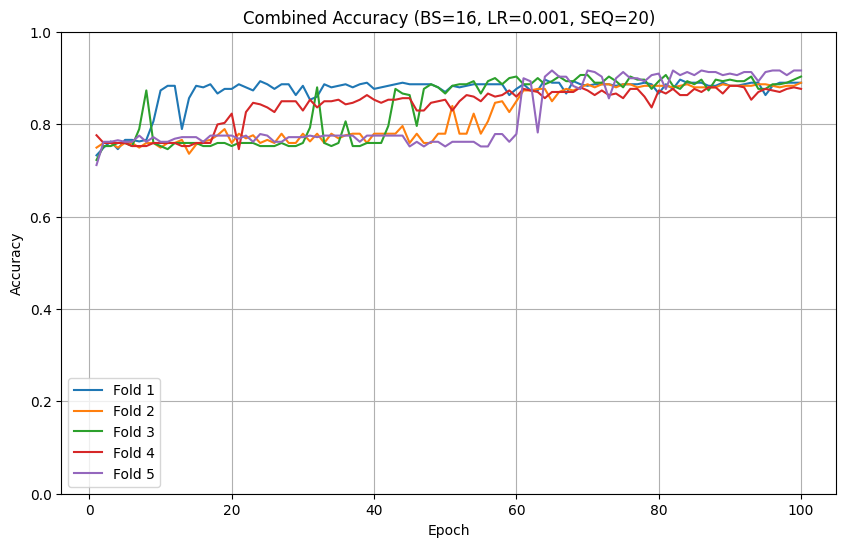 Combined Accuracy (BS=16, LR=0.001, SEQ=20)
1.0
0.8
0.6
0.4
0.2
0.0
Accuracy
Fold 1
Fold 2
Fold 3
Fold 4
Fold 5
0 20 40 60 80 100
Epoch